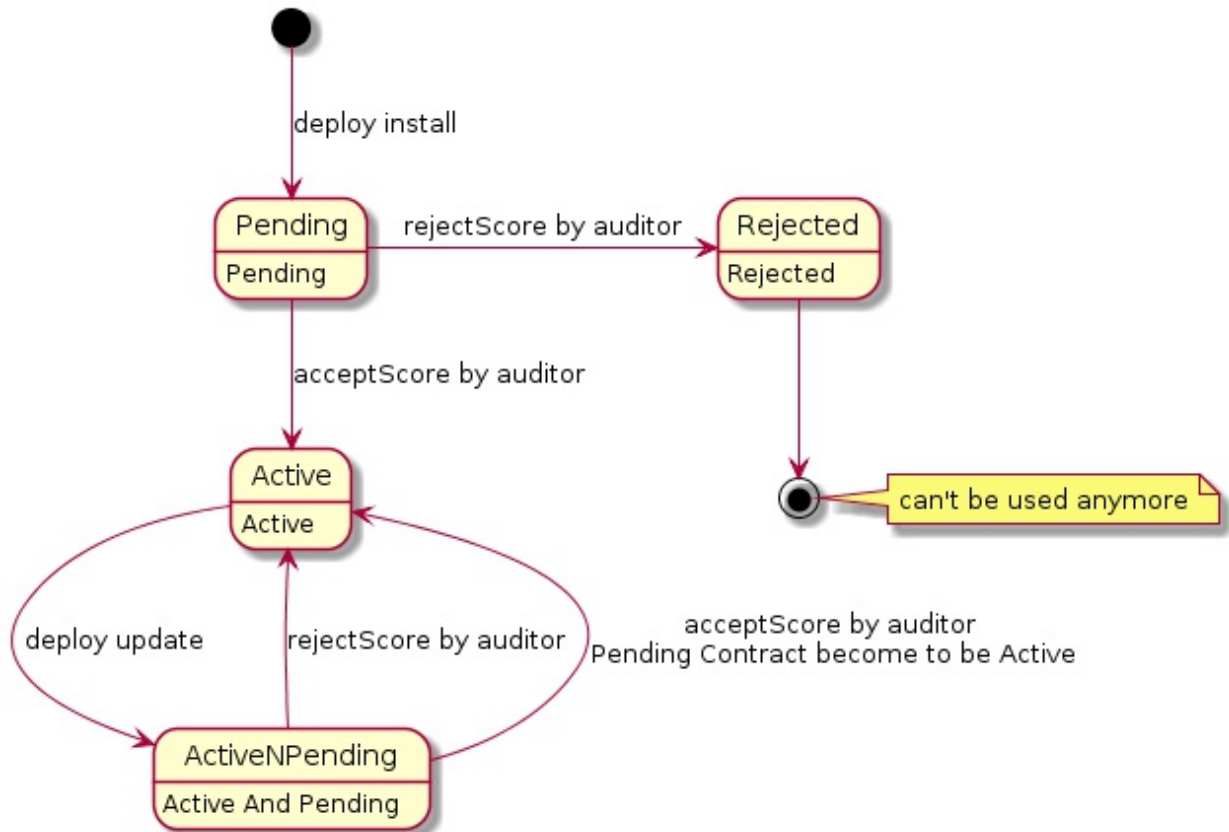 deploy install
Pending
Pending
rejectScore by auditor
Rejected
Rejected
acceptScore by auditor
Active
Active
can't be used anymore
deploy update
rejectScore by auditor
acceptScore by auditor
Pending Contract become to be Active
ActiveNPending
Active And Pending